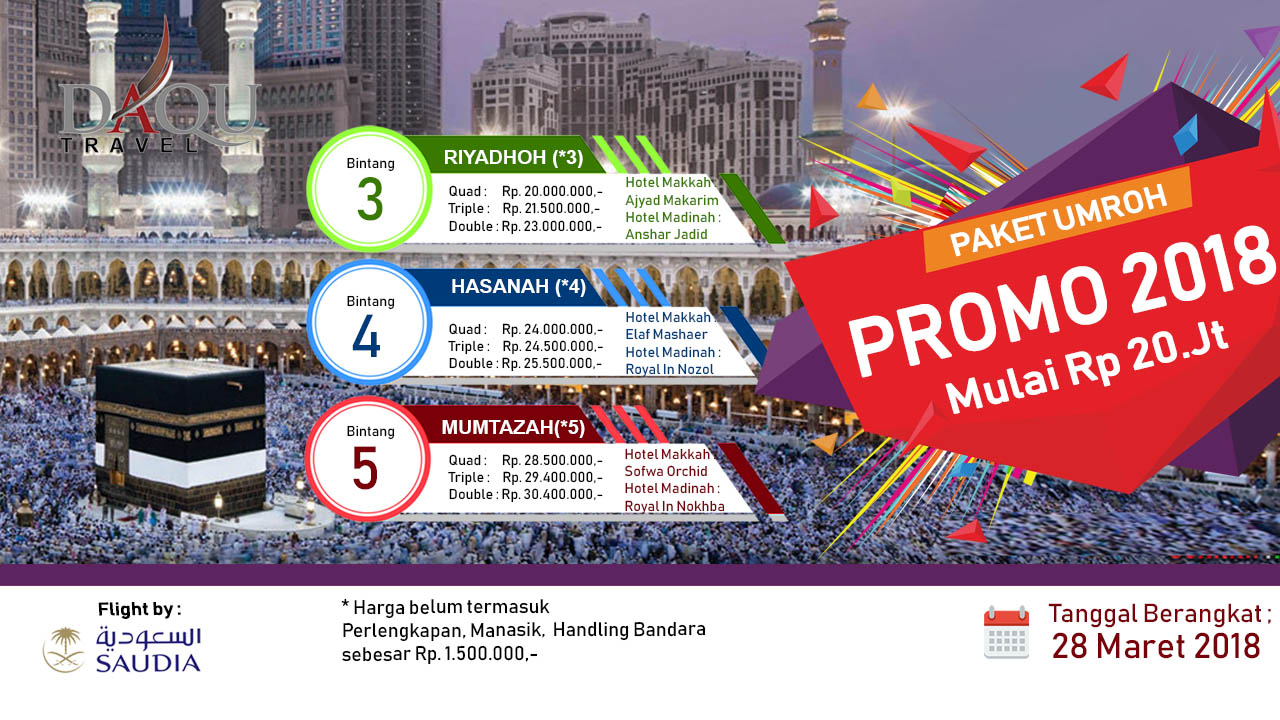 DAQU
TRAVEL
Bintang
3
RIYADHOH (*3)
Quad : Rp. 20.000.000,-
Triple : Rp. 21.500.000,-
Double : Rp. 23.000.000,-
Hotel Makkah :
Ajyad Makarim
Hotel Madinah :
Anshar Jadid
Bintang
4
HASANAH (*4)
Quad : Rp. 24.000.000,-
Triple : Rp. 24.500.000,-
Double : Rp. 25.500.000,-
Hotel Makkah :
Elaf Mashaer
Hotel Madinah :
Royal In Nozol
Bintang
5
MUMTAZAH(*5)
Quad : Rp. 28.500.000,-
Triple : Rp. 29.400.000,-
Double : Rp. 30.400.000,-
Hotel Makkah :
Sofwa Orchid
Hotel Madinah :
Royal In Nokhba
PAKET UMROH
PROMO 2018
Mulai Rp 20.Jt
Flight by :
السعودية
SAUDIA
* Harga belum termasuk
Perlengkapan, Manasik, Handling Bandara
sebesar Rp. 1.500.000,-
Tanggal Berangkat ;
28 Maret 2018